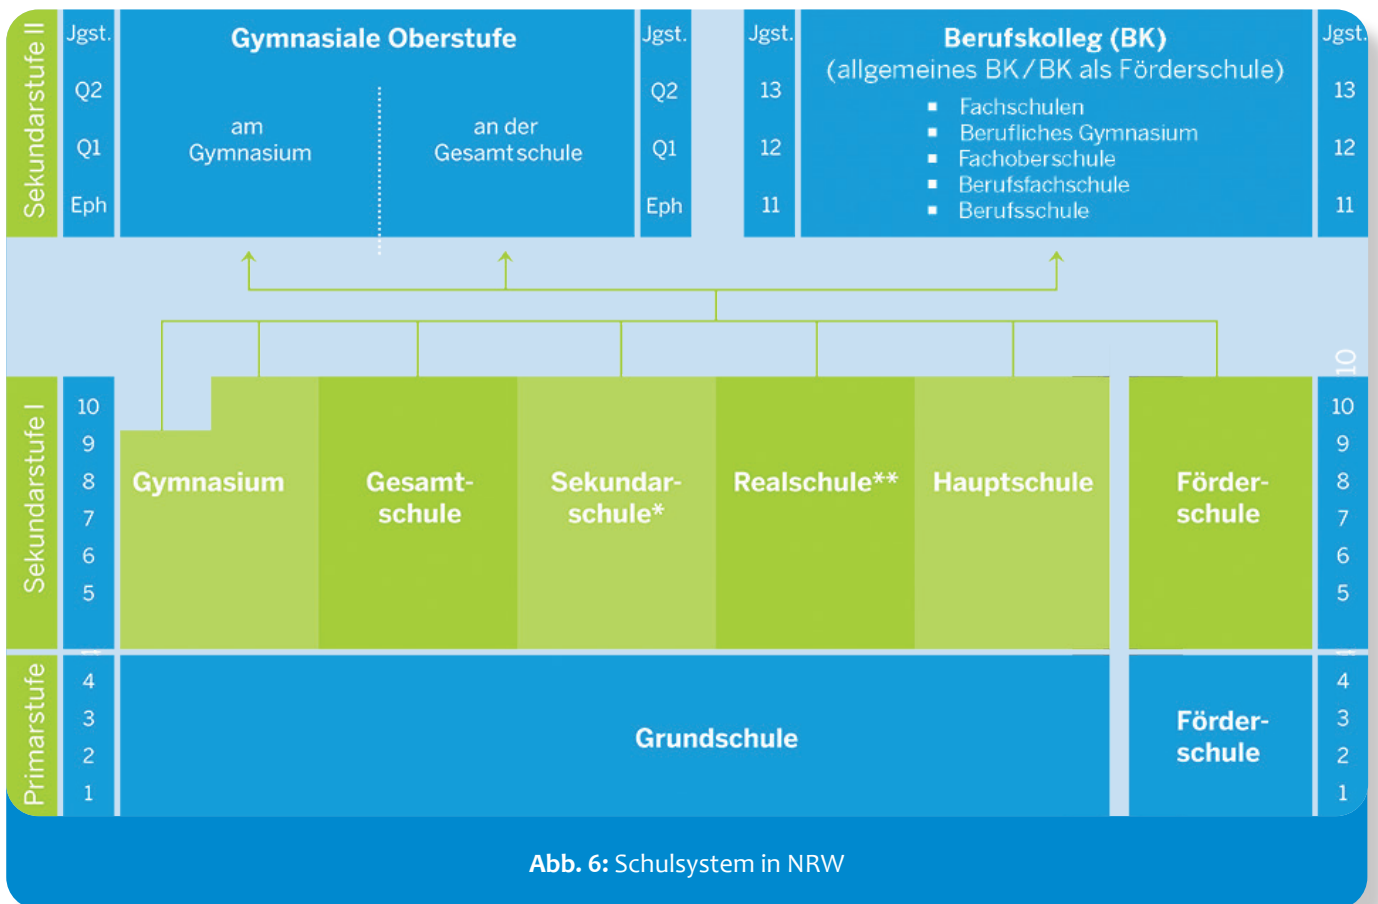 Sekundarstufe II
Jgst.
Q2
Q1
Eph
Gymnasiale Oberstufe
am
Gymnasium
an der
Gesamtschule
Jgst.
Q2
Q1
Eph
Jgst.
13
12
11
Berufskolleg (BK)
(allgemeines BK/BK als Förderschule)
▪ Fachschulen
▪ Berufliches Gymnasium
▪ Fachoberschule
▪ Berufsfachschule
▪ Berufsschule
Jgst.
13
12
11
Sekundarstufe I
10
9
8
7
6
5
Gymnasium
Gesamt-
schule
Sekundar-
schule*
Realschule**
Hauptschule
Förder-
schule
10
10
9
8
7
6
5
Primarstufe
4
3
2
1
Grundschule
Förder-
schule
4
3
2
1
Abb. 6: Schulsystem in NRW